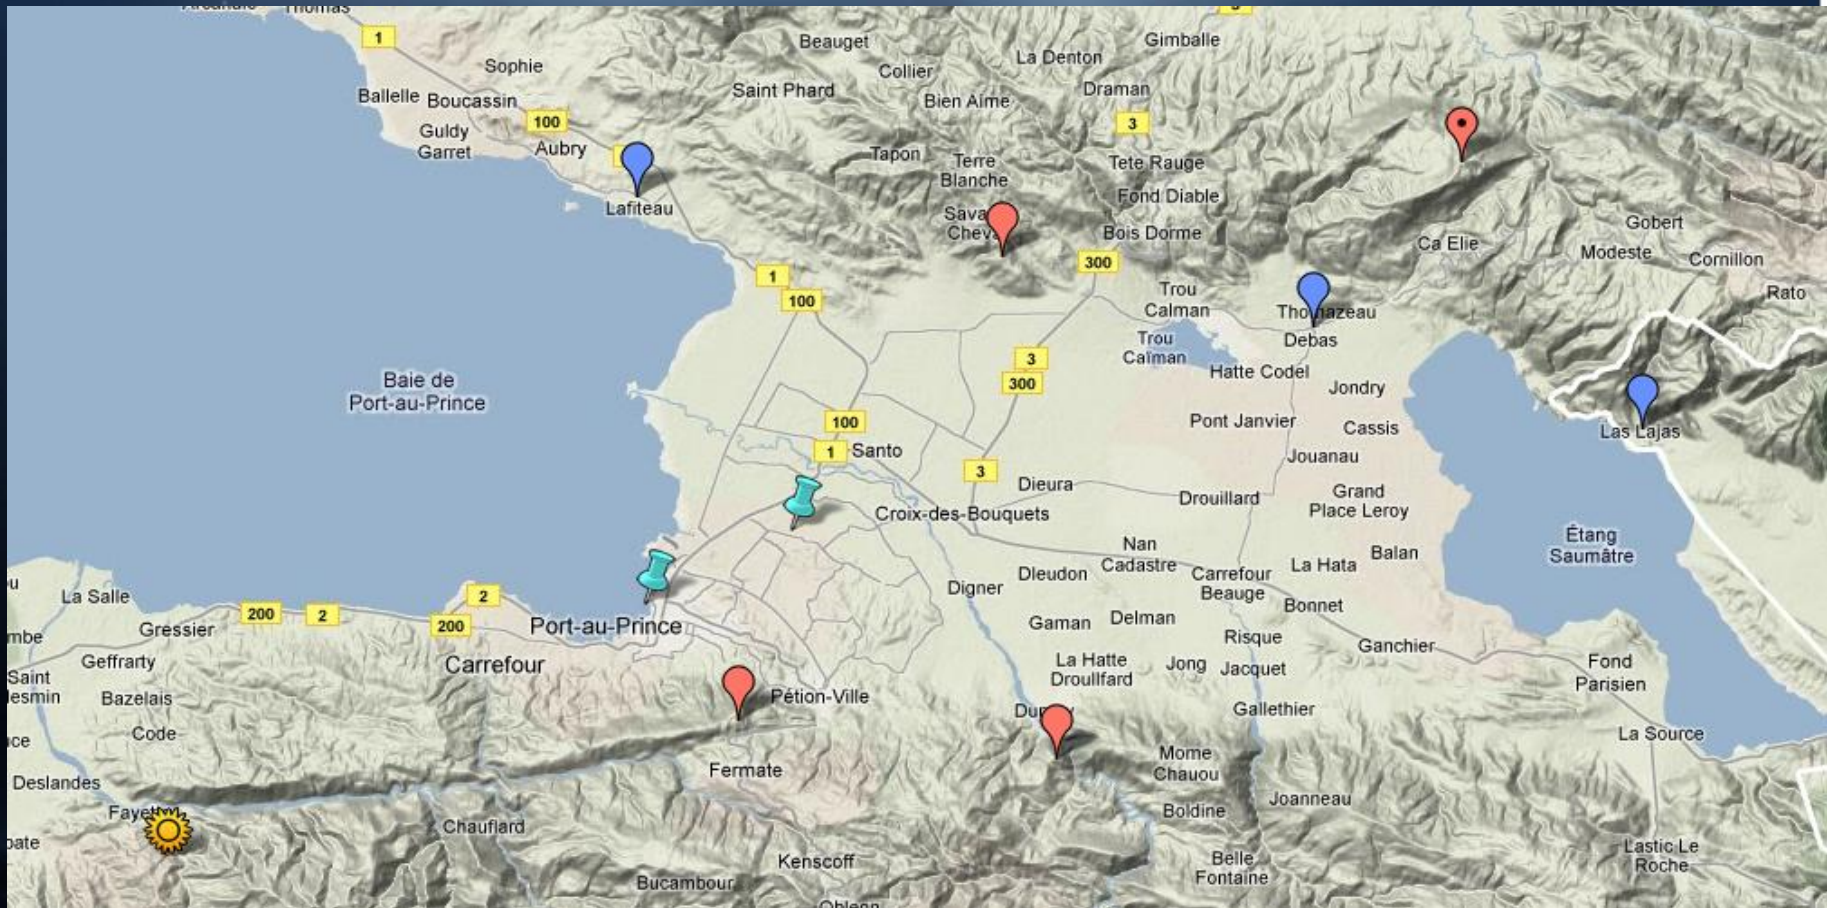 Thomas
3
1
Beauget
Gimballe
La Denton
Sophie
Collier
Saint Phard
Draman
Ballelle
Boucassin
Bien Aime
100
3
Guldy
Garret
Aubry
Tapon
Terre
Blanche
Tete Rauge
Fond Diable
Lafiteau
Bois Dorme
Gobert
Ca Elie
Modeste
Cornillon
300
1
100
Trou
Calman
Rato
Thomazeau
Debas
Trou
Caïman
3
300
Hatte Codel
Jondry
Baie de
Port-au-Prince
100
Pont Janvier
Cassis
Las Lajas
1
Santo
Jouanau
3
Dieura
Drouillard
Grand
Place Leroy
Croix-des-Bouquets
Étang
Saumâtre
Nan
Cadastre
Balan
La Hata
Dleudon
Carrefour
Beauge
Digner
La Salle
2
200
2
200
Bonnet
Gressier
Port-au-Prince
Gaman
Delman
Risque
Ganchier
Geffrarty
Carrefour
La Hatte
Droullfard
Jong
Jacquet
Fond
Parisien
Saint
Bazelais
Pétion-Ville
Gallethier
Code
La Source
Mome
Chauou
Fermate
Deslandes
Joanneau
Boldine
Chauflard
Kenscoff
Belle
Fontaine
Lastic Le
Roche
Bucambour